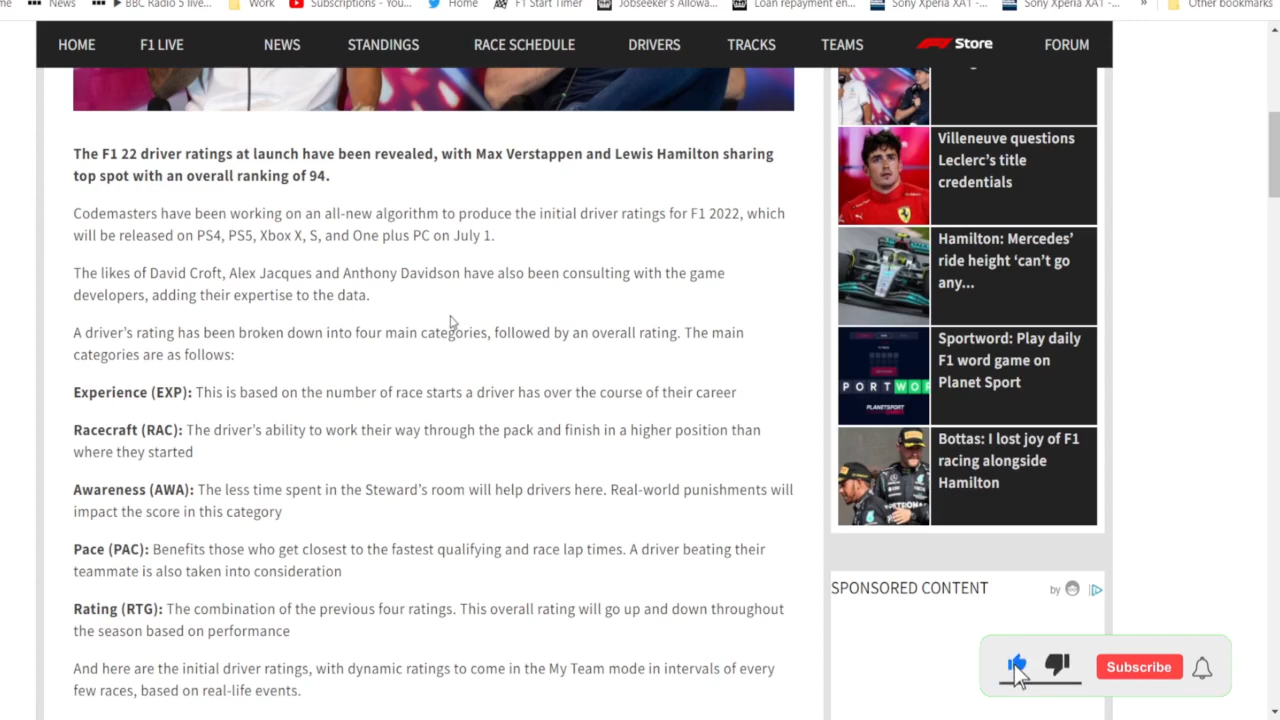 News
BBC Radio 5 live...
Work
Subscriptions - You...
Home
F1 Start Timer
Jobseeker's Allowa...
Loan repayment en...
Sony Xperia XA1 -...
Sony Xperia XA1 -...
»
Other bookmarks
HOME
F1 LIVE
NEWS
STANDINGS
RACE SCHEDULE
DRIVERS
TRACKS
TEAMS
Store
FORUM
The F1 22 driver ratings at launch have been revealed, with Max Verstappen and Lewis Hamilton sharing
top spot with an overall ranking of 94.
Codemasters have been working on an all-new algorithm to produce the initial driver ratings for F1 2022, which
will be released on PS4, PS5, Xbox X, S, and One plus PC on July 1.
The likes of David Croft, Alex Jacques and Anthony Davidson have also been consulting with the game
developers, adding their expertise to the data.
A driver's rating has been broken down into four main categories, followed by an overall rating. The main
categories are as follows:
Experience (EXP): This is based on the number of race starts a driver has over the course of their career
Racecraft (RAC): The driver's ability to work their way through the pack and finish in a higher position than
where they started
Awareness (AWA): The less time spent in the Steward's room will help drivers here. Real-world punishments will
impact the score in this category
Pace (PAC): Benefits those who get closest to the fastest qualifying and race lap times. A driver beating their
teammate is also taken into consideration
Rating (RTG): The combination of the previous four ratings. This overall rating will go up and down throughout
the season based on performance
And here are the initial driver ratings, with dynamic ratings to come in the My Team mode in intervals of every
few races, based on real-life events.
Villeneuve questions
Leclerc's title
credentials
Hamilton: Mercedes'
ride height 'can't go
any...
Sportword: Play daily
F1 word game on
Planet Sport
PORTWOR
PLANETSPORT
Bottas: I lost joy of F1
racing alongside
Hamilton
SPONSORED CONTENT
by
Subscribe